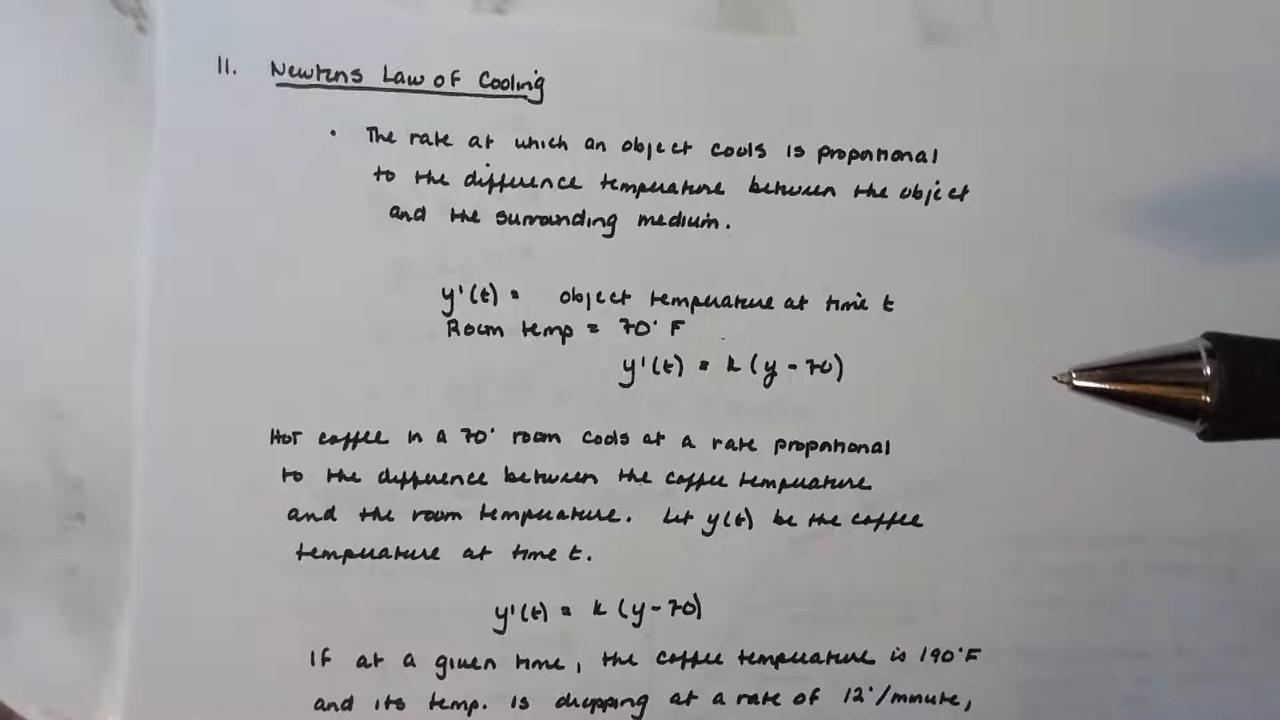 II. Newtons Law of Cooling
• The rate at which an object cools is proportional
to the difference temperature between the object
and the surrounding medium.
y'(t) = object temperature at time t
Room temp = 70° F
y'(t) = k (y - 70)
Hot coffee in a 70° room cools at a rate proportional
to the difference between the coffee temperature
and the room temperature. Let y(t) be the coffee
temperature at time t.
y'(t) = k (y - 70)
If at a given time, the coffee temperature is 190°F
and its temp. is dropping at a rate of 12°/minute,